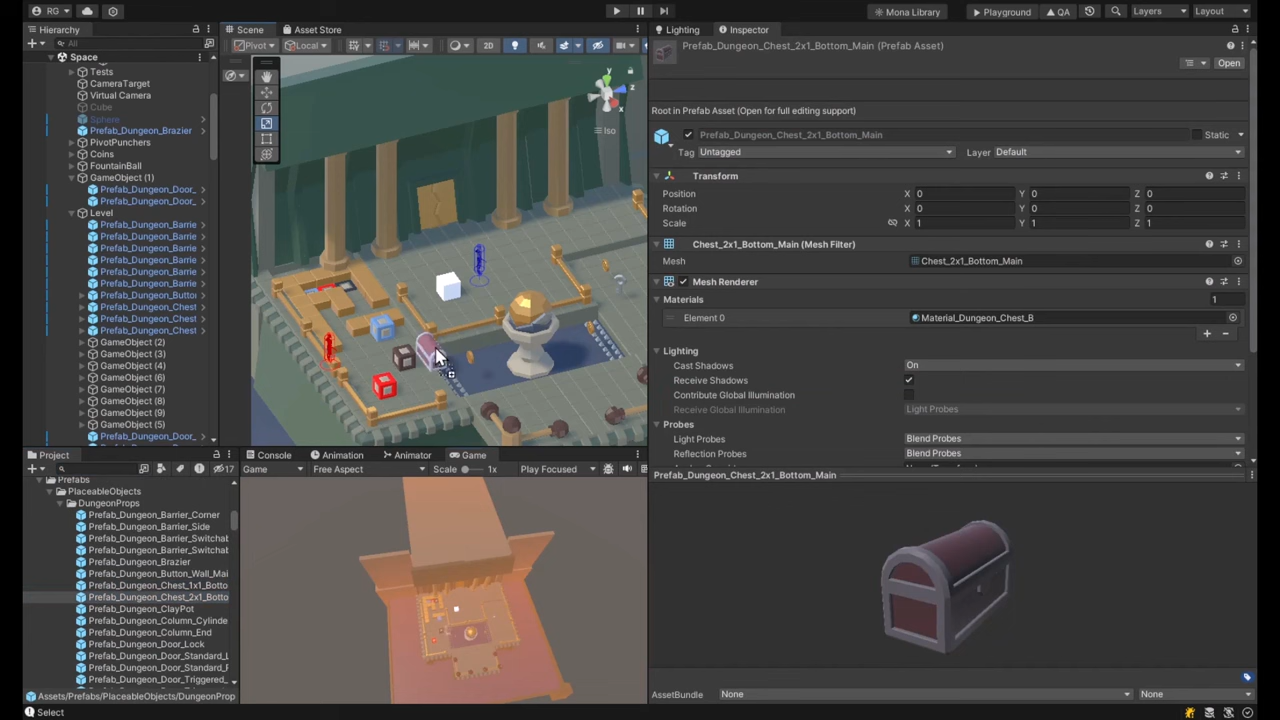 RG
Mona Library
Playground
QA
Layers
Layout
Hierarchy
All
Space
Tests
CameraTarget
Virtual Camera
Cube
Sphere
Prefab_Dungeon_Brazier
PivotPunchers
Coins
FountainBall
GameObject (1)
Prefab_Dungeon_Door_
Prefab_Dungeon_Door_
Level
Prefab_Dungeon_Barrie
Prefab_Dungeon_Barrie
Prefab_Dungeon_Barrie
Prefab_Dungeon_Barrie
Prefab_Dungeon_Barrie
Prefab_Dungeon_Barrie
Prefab_Dungeon_Button
Prefab_Dungeon_Chest
Prefab_Dungeon_Chest
Prefab_Dungeon_Chest
GameObject (2)
GameObject (3)
GameObject (4)
GameObject (6)
GameObject (7)
GameObject (8)
GameObject (9)
GameObject (5)
Prefab_Dungeon_Door_
Scene
Asset Store
Pivot
Local
2D
y
z
x
Iso
Lighting
Inspector
Prefab_Dungeon_Chest_2x1_Bottom_Main (Prefab Asset)
Open
Root in Prefab Asset (Open for full editing support)
Prefab_Dungeon_Chest_2x1_Bottom_Main
Static
Tag Untagged
Layer Default
Transform
Position X 0 Y 0 Z 0
Rotation X 0 Y 0 Z 0
Scale X 1 Y 1 Z 1
Chest_2x1_Bottom_Main (Mesh Filter)
Mesh Chest_2x1_Bottom_Main
Mesh Renderer
Materials 1
Element 0 Material_Dungeon_Chest_B
Lighting
Cast Shadows On
Receive Shadows
Contribute Global Illumination
Receive Global Illumination Light Probes
Probes
Light Probes Blend Probes
Reflection Probes Blend Probes
Prefab_Dungeon_Chest_2x1_Bottom_Main
AssetBundle None None
Project
17
Prefabs
PlaceableObjects
DungeonProps
Prefab_Dungeon_Barrier_Corner
Prefab_Dungeon_Barrier_Side
Prefab_Dungeon_Barrier_Switchab
Prefab_Dungeon_Barrier_Switchab
Prefab_Dungeon_Brazier
Prefab_Dungeon_Button_Wall_Mai
Prefab_Dungeon_Chest_1x1_Botto
Prefab_Dungeon_Chest_2x1_Botto
Prefab_Dungeon_ClayPot
Prefab_Dungeon_Column_Cylinde
Prefab_Dungeon_Column_End
Prefab_Dungeon_Door_Lock
Prefab_Dungeon_Door_Standard_L
Prefab_Dungeon_Door_Standard_F
Prefab_Dungeon_Door_Triggered_
Assets/Prefabs/PlaceableObjects/DungeonProp
Console
Animation
Animator
Game
Game
Free Aspect
Scale 1x
Play Focused
Select